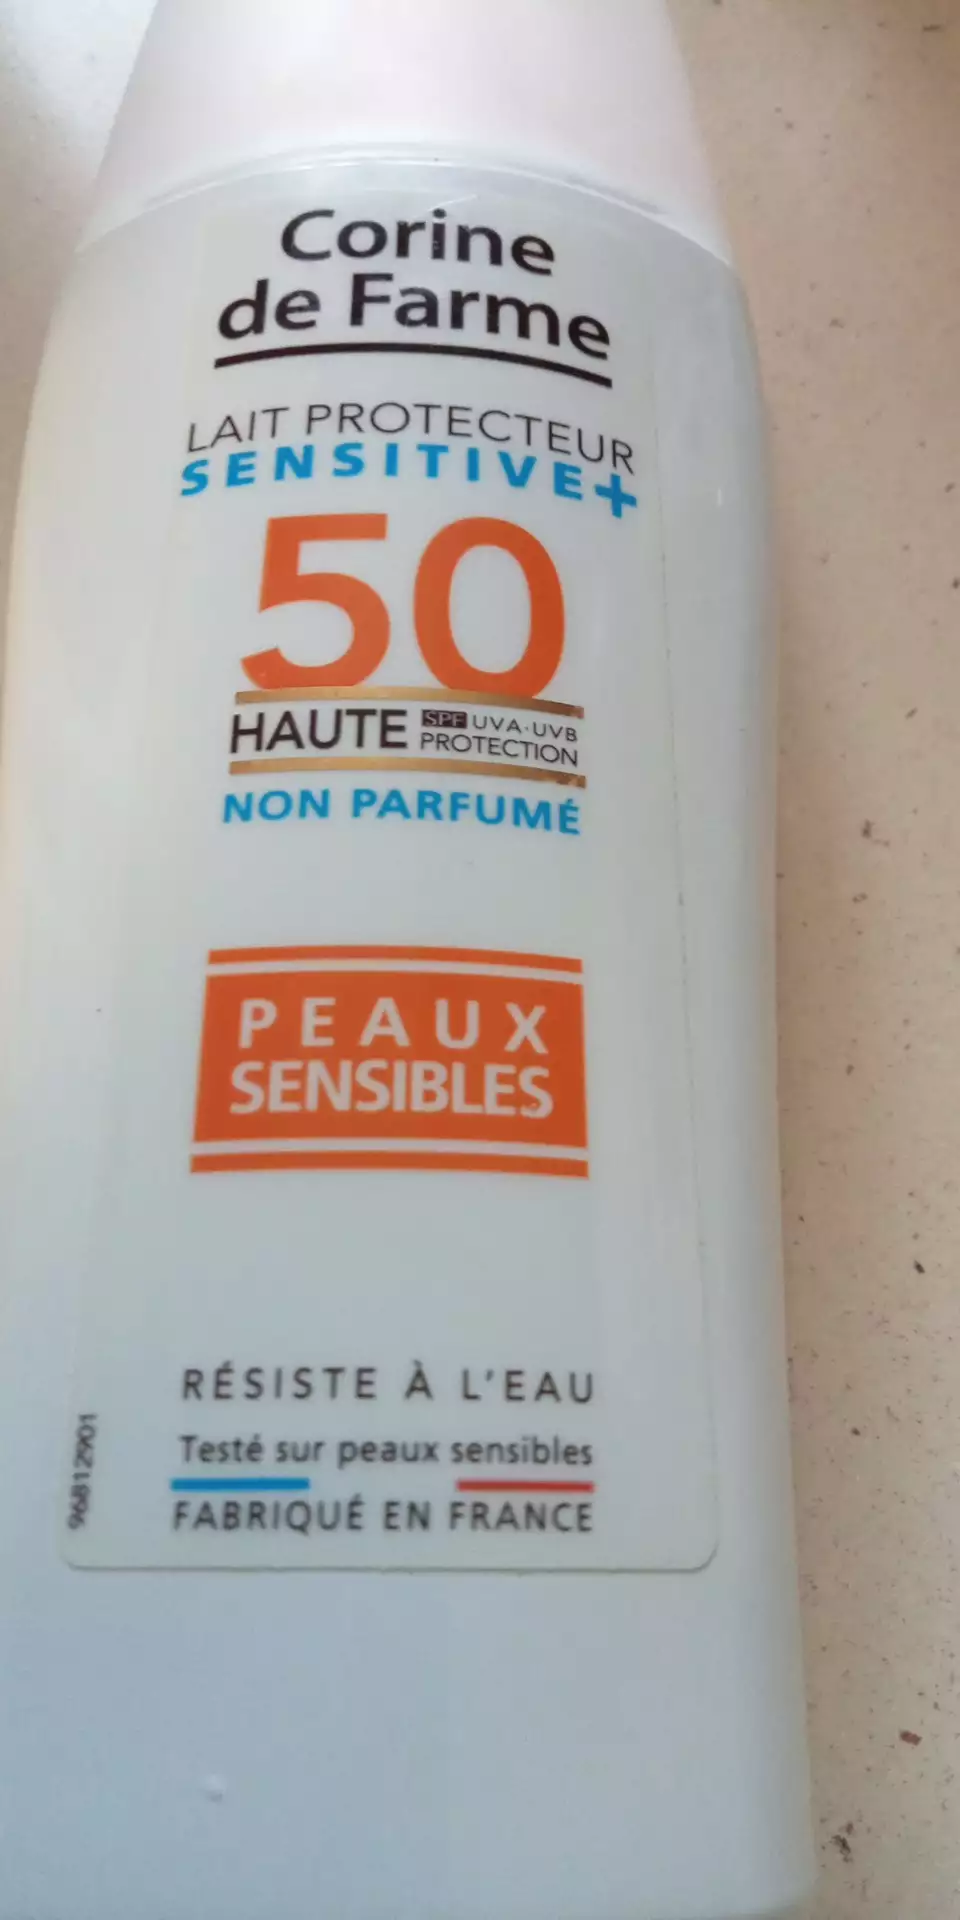 Corine
de Farme
LAIT PROTECTEUR
SENSITIVE+
50
HAUTE SPF UVA·UVB
PROTECTION
NON PARFUMÉ
PEAUX
SENSIBLES
RÉSISTE À L'EAU
Testé sur peaux sensibles
FABRIQUÉ EN FRANCE
96812901